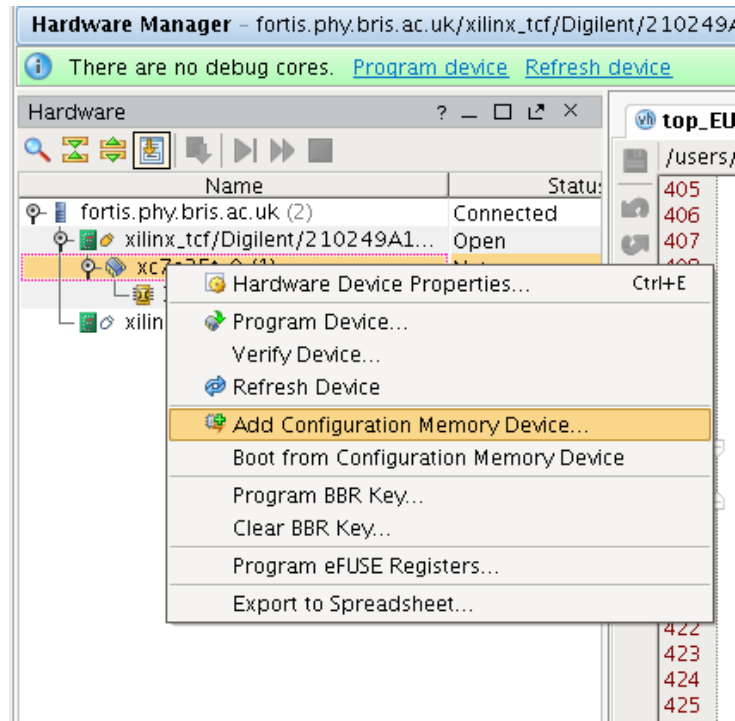 Hardware Manager – fortis.phy.bris.ac.uk/xilinx_tcf/Digilent/210249A
There are no debug cores. Program device Refresh device
Hardware ? _
top_EU
/users/
Name Status
fortis.phy.bris.ac.uk (2) Connected
xilinx_tcf/Digilent/210249A1... Open
xilin
Hardware Device Properties... Ctrl+E
Program Device...
Verify Device...
Refresh Device
Add Configuration Memory Device...
Boot from Configuration Memory Device
Program BBR Key...
Clear BBR Key...
Program eFUSE Registers...
Export to Spreadsheet...
405
406
407
422
423
424
425